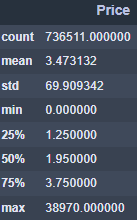 Price
count 736511.000000
mean 3.473132
std 69.909342
min 0.000000
25% 1.250000
50% 1.950000
75% 3.750000
max 38970.000000